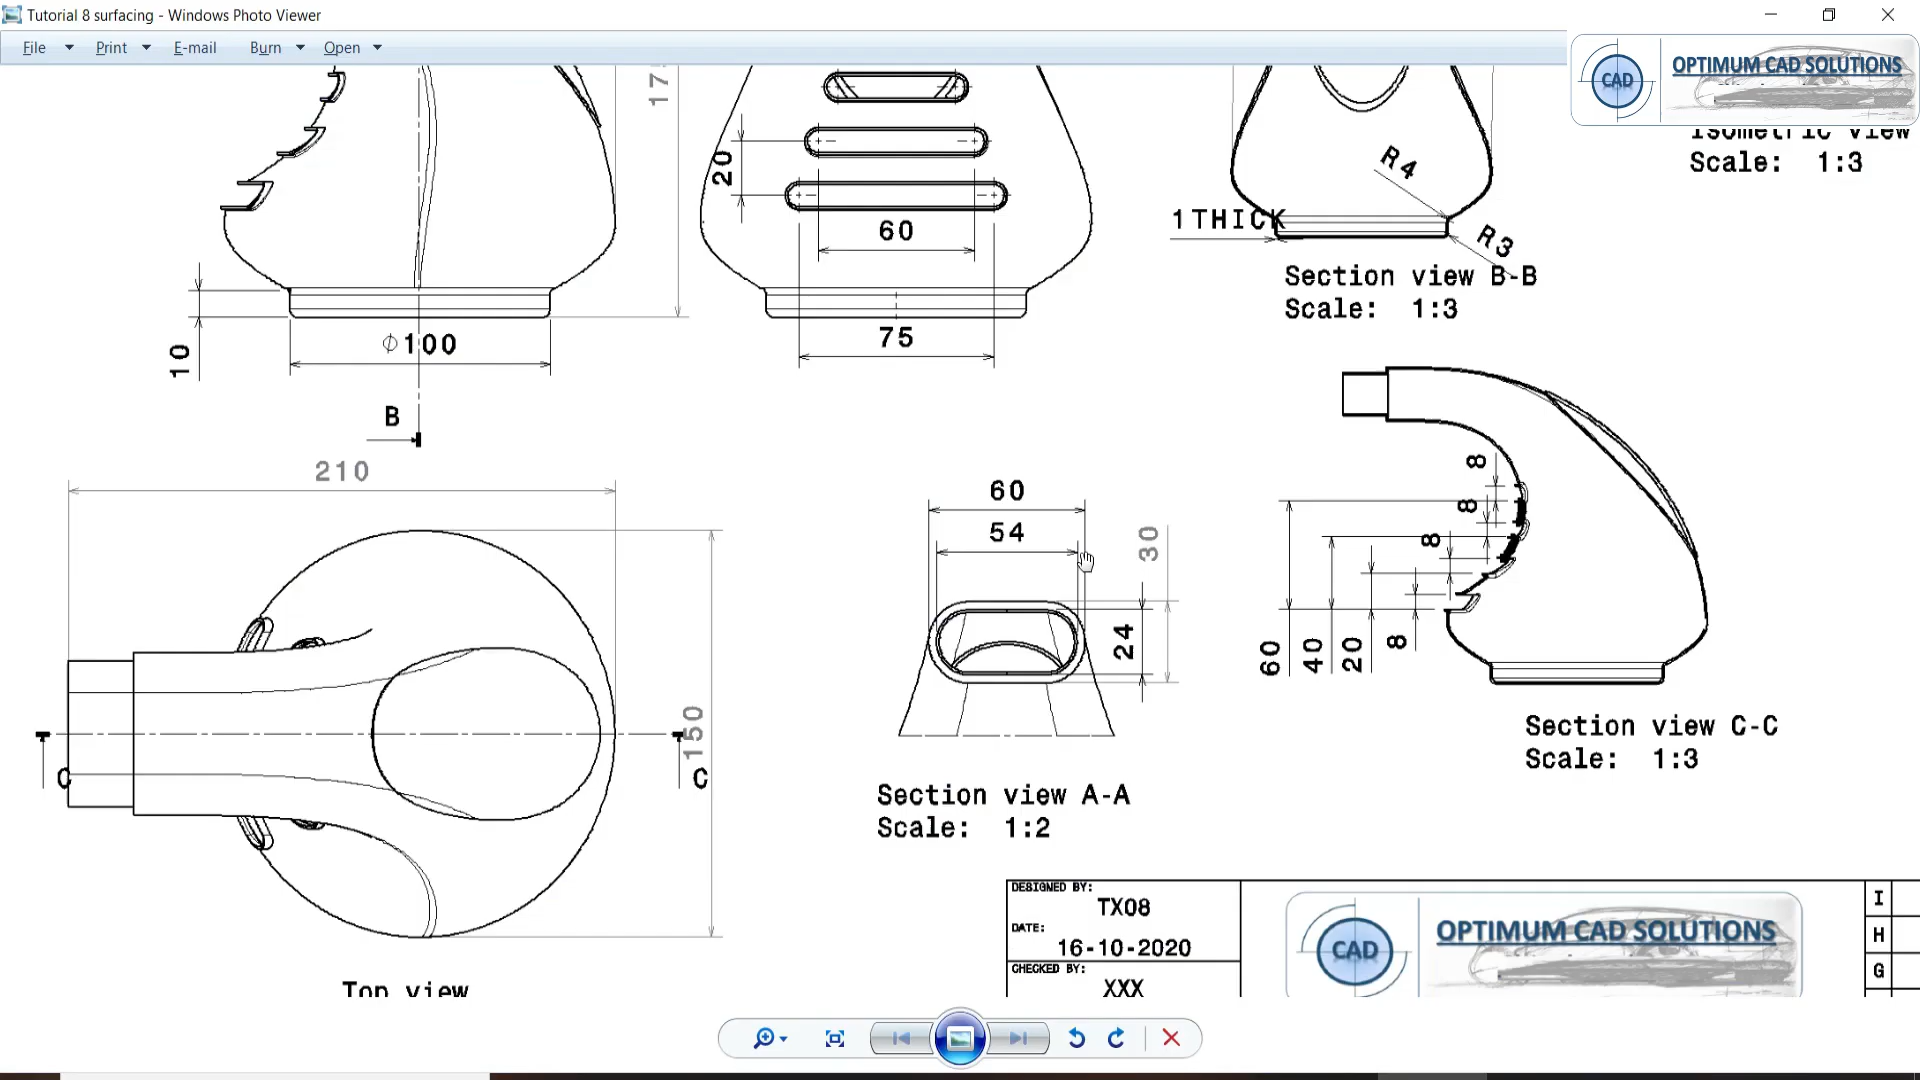 Tutorial 8 surfacing - Windows Photo Viewer
File Print E-mail Burn Open
CAD OPTIMUM CAD SOLUTIONS
Isometric view
Scale: 1:3
20
60
75
10
Φ100
B
1THICK
R4
R3
Section view B-B
Scale: 1:3
210
150
C C
Top view
60
54
30
24
Section view A-A
Scale: 1:2
8
8
8
8
60
40
20
Section view C-C
Scale: 1:3
DESIGNED BY:
TX08
DATE:
16-10-2020
CHECKED BY:
XXX
CAD OPTIMUM CAD SOLUTIONS
I
H
G